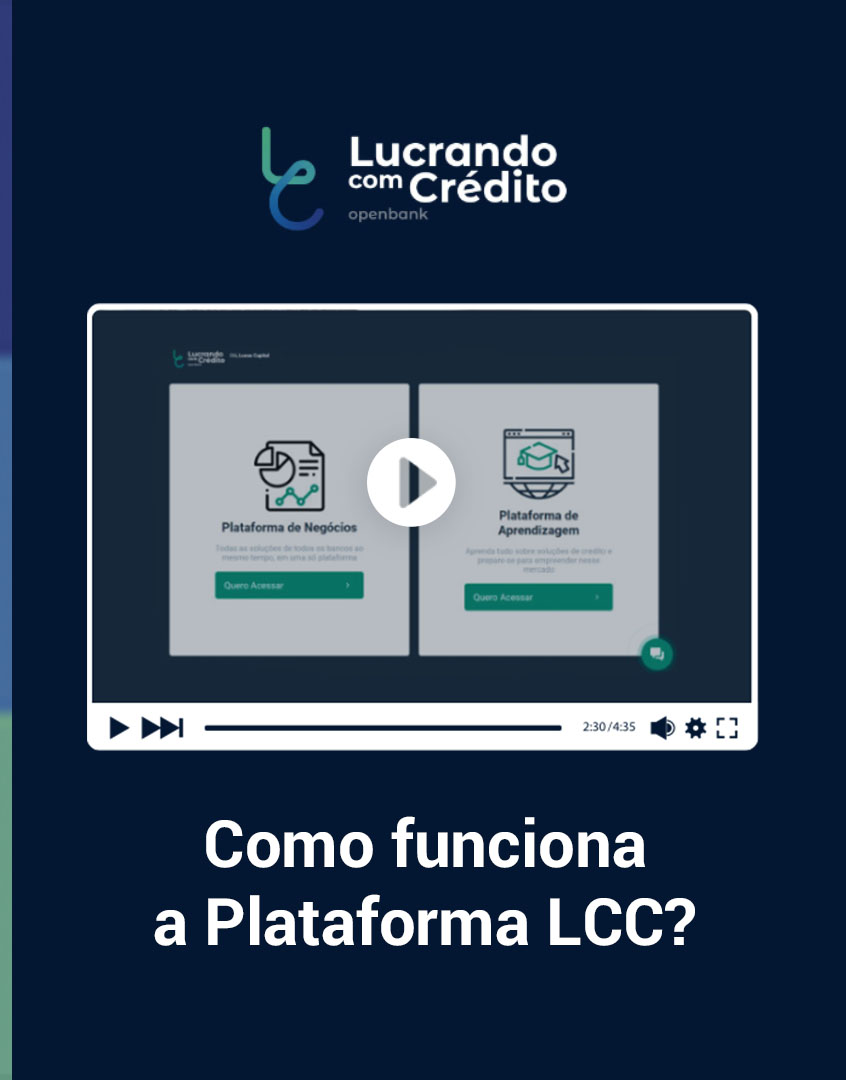 Lucrando
com Crédito
openbank
Lucrando
com
Crédito
Plataforma de Negócios
Todas as soluções de todos os bancos ao
mesmo tempo, em uma só plataforma
Quero Acessar
Plataforma de
Aprendizagem
Aprenda tudo sobre soluções de crédito e
prepare-se para empreender nesse
mercado
Quero Acessar
2:30/4:35
Como funciona
a Plataforma LCC?